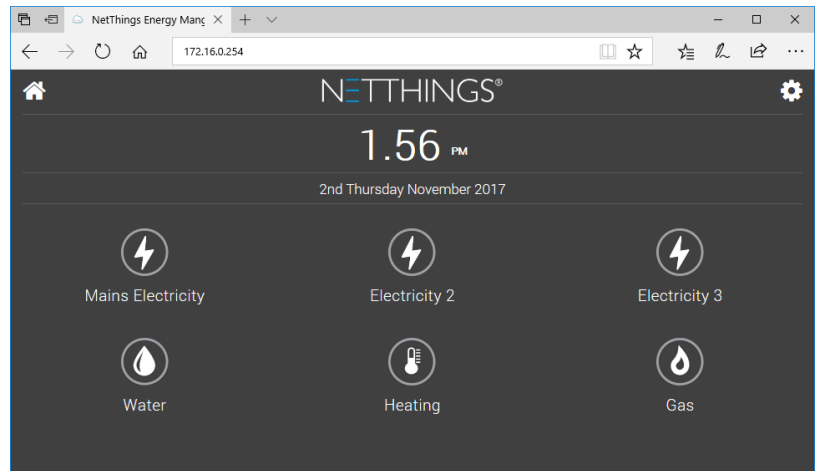 NetThings Energy Manç
172.16.0.254
NETTHINGS®
1.56 PM
2nd Thursday November 2017
Mains Electricity Electricity 2 Electricity 3
Water Heating Gas